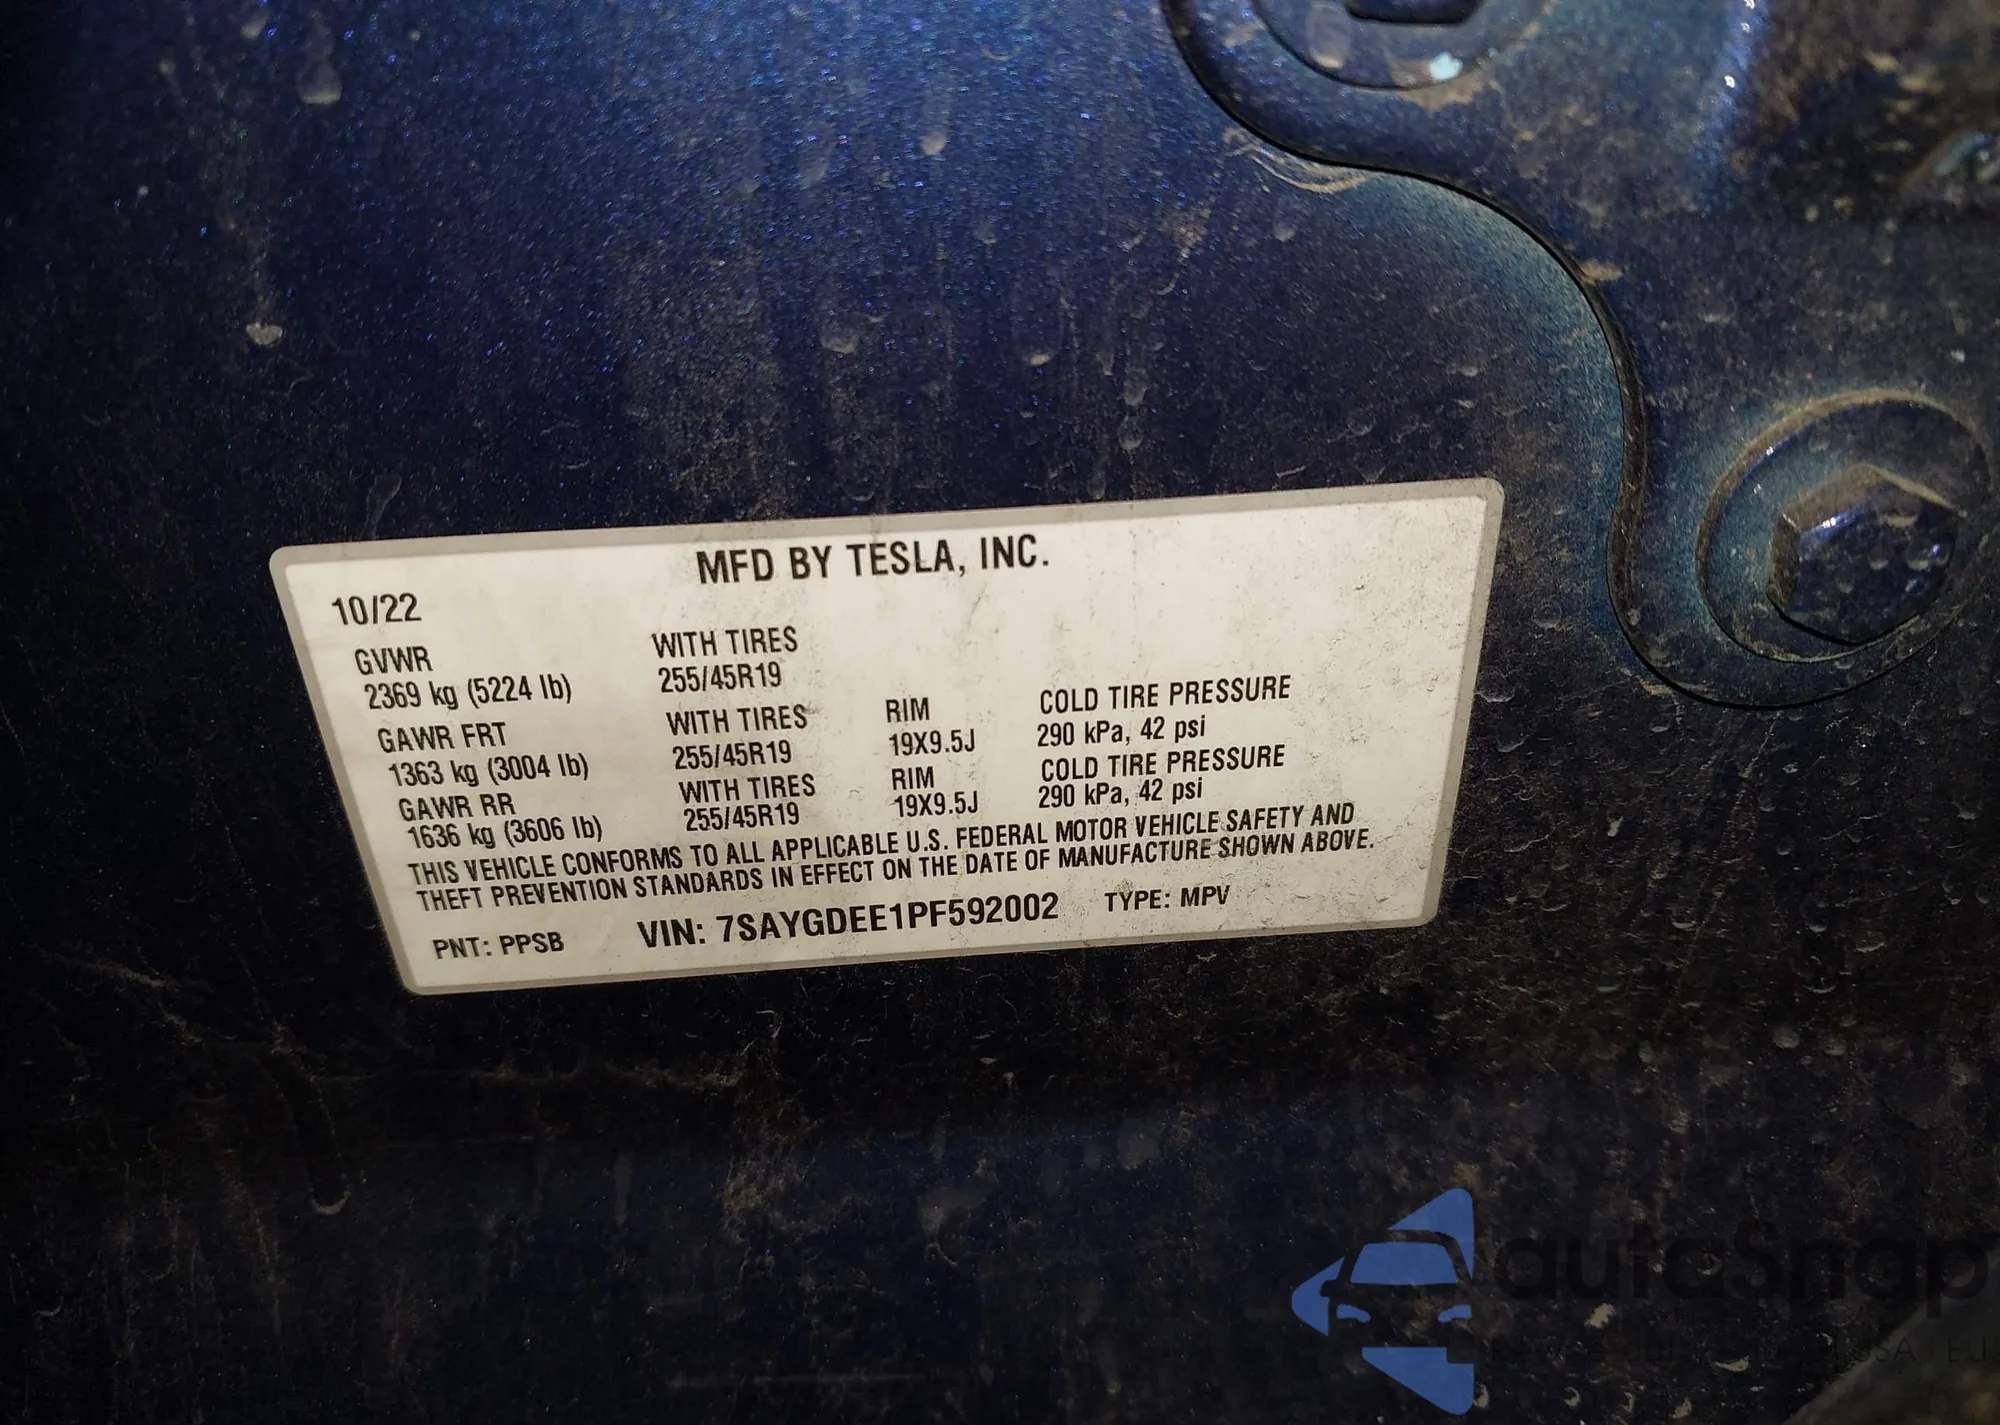 MFD BY TESLA, INC.
10/22
GVWR WITH TIRES
2369 kg (5224 lb) 255/45R19
GAWR FRT WITH TIRES RIM COLD TIRE PRESSURE
1363 kg (3004 lb) 255/45R19 19X9.5J 290 kPa, 42 psi
GAWR RR WITH TIRES RIM COLD TIRE PRESSURE
1636 kg (3606 lb) 255/45R19 19X9.5J 290 kPa, 42 psi
THIS VEHICLE CONFORMS TO ALL APPLICABLE U.S. FEDERAL MOTOR VEHICLE SAFETY AND
THEFT PREVENTION STANDARDS IN EFFECT ON THE DATE OF MANUFACTURE SHOWN ABOVE.
PNT: PPSB VIN: 7SAYGDEE1PF592002 TYPE: MPV
autoSnap
USA EU